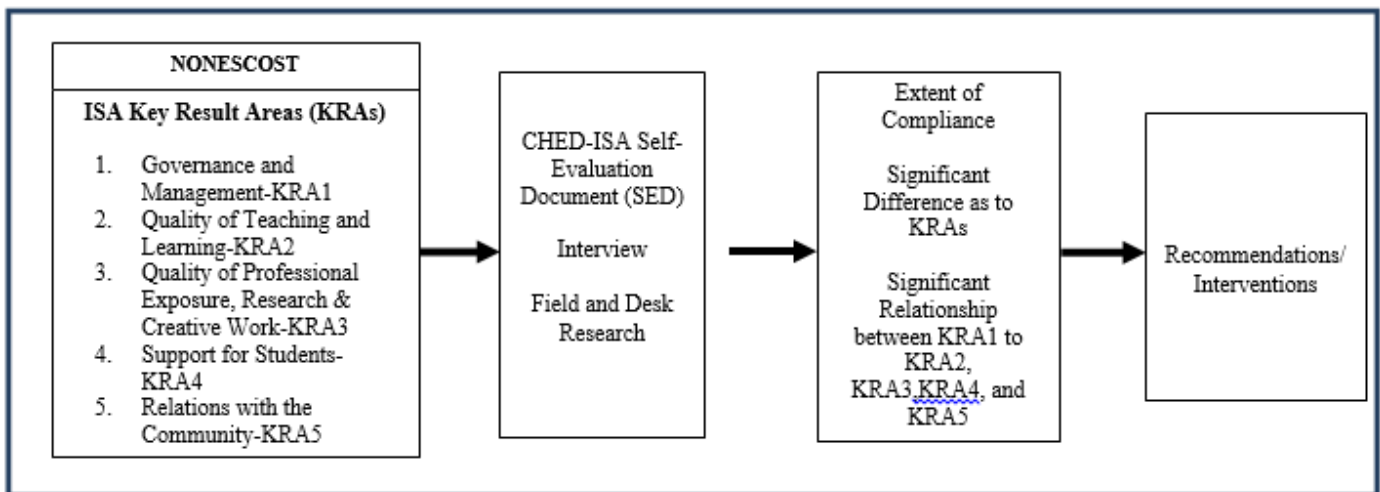 NONESCOST
ISA Key Result Areas (KRAs)
1. Governance and
Management-KRA1
2. Quality of Teaching and
Learning-KRA2
3. Quality of Professional
Exposure, Research &
Creative Work-KRA3
4. Support for Students-
KRA4
5. Relations with the
Community-KRA5
CHED-ISA Self-
Evaluation
Document (SED)
Interview
Field and Desk
Research
Extent of
Compliance
Significant
Difference as to
KRAs
Significant
Relationship
between KRA1 to
KRA2,
KRA3,KRA4, and
KRA5
Recommendations/
Interventions